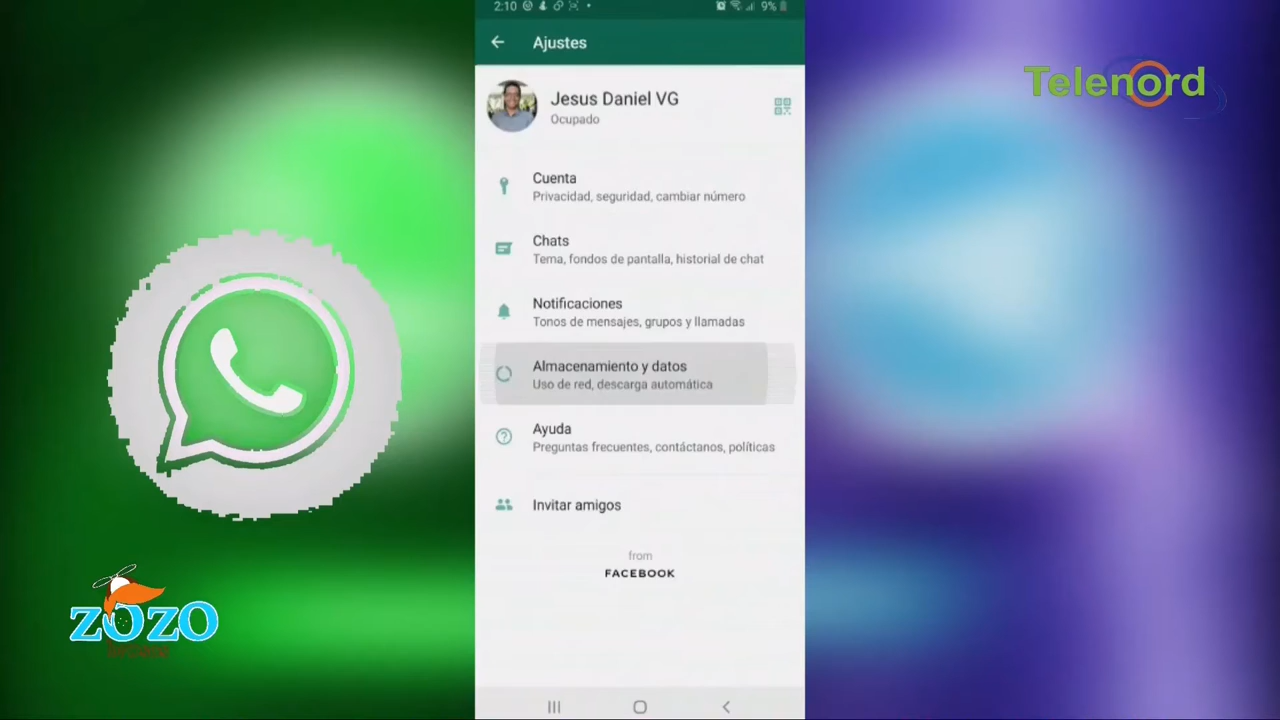 2:10
9%
Ajustes
Telenord
Jesus Daniel VG
Ocupado
Cuenta
Privacidad, seguridad, cambiar número
Chats
Tema, fondos de pantalla, historial de chat
Notificaciones
Tonos de mensajes, grupos y llamadas
Almacenamiento y datos
Uso de red, descarga automática
Ayuda
Preguntas frecuentes, contáctanos, políticas
Invitar amigos
from
FACEBOOK
ZOZO